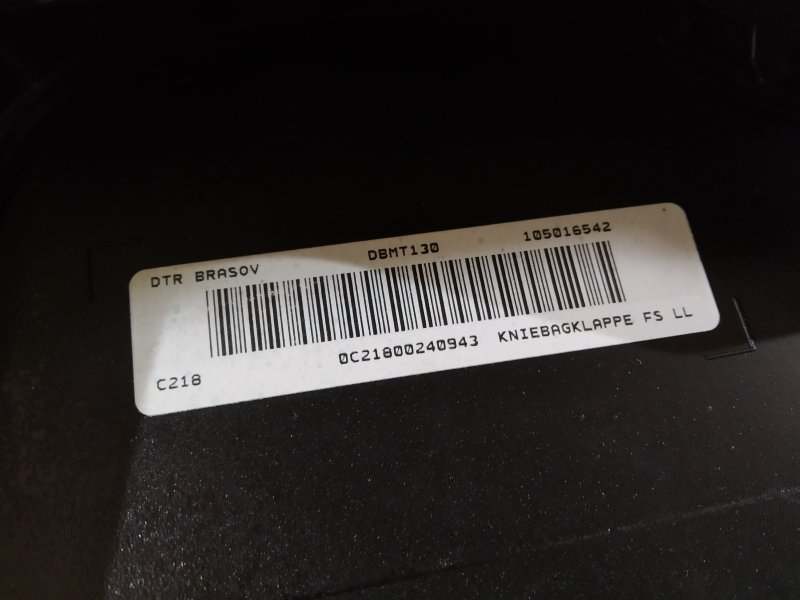 DTR BRASOV DBMT130 105016542
C218 0C21800240943 KNIEBAGKLAPPE FS LL